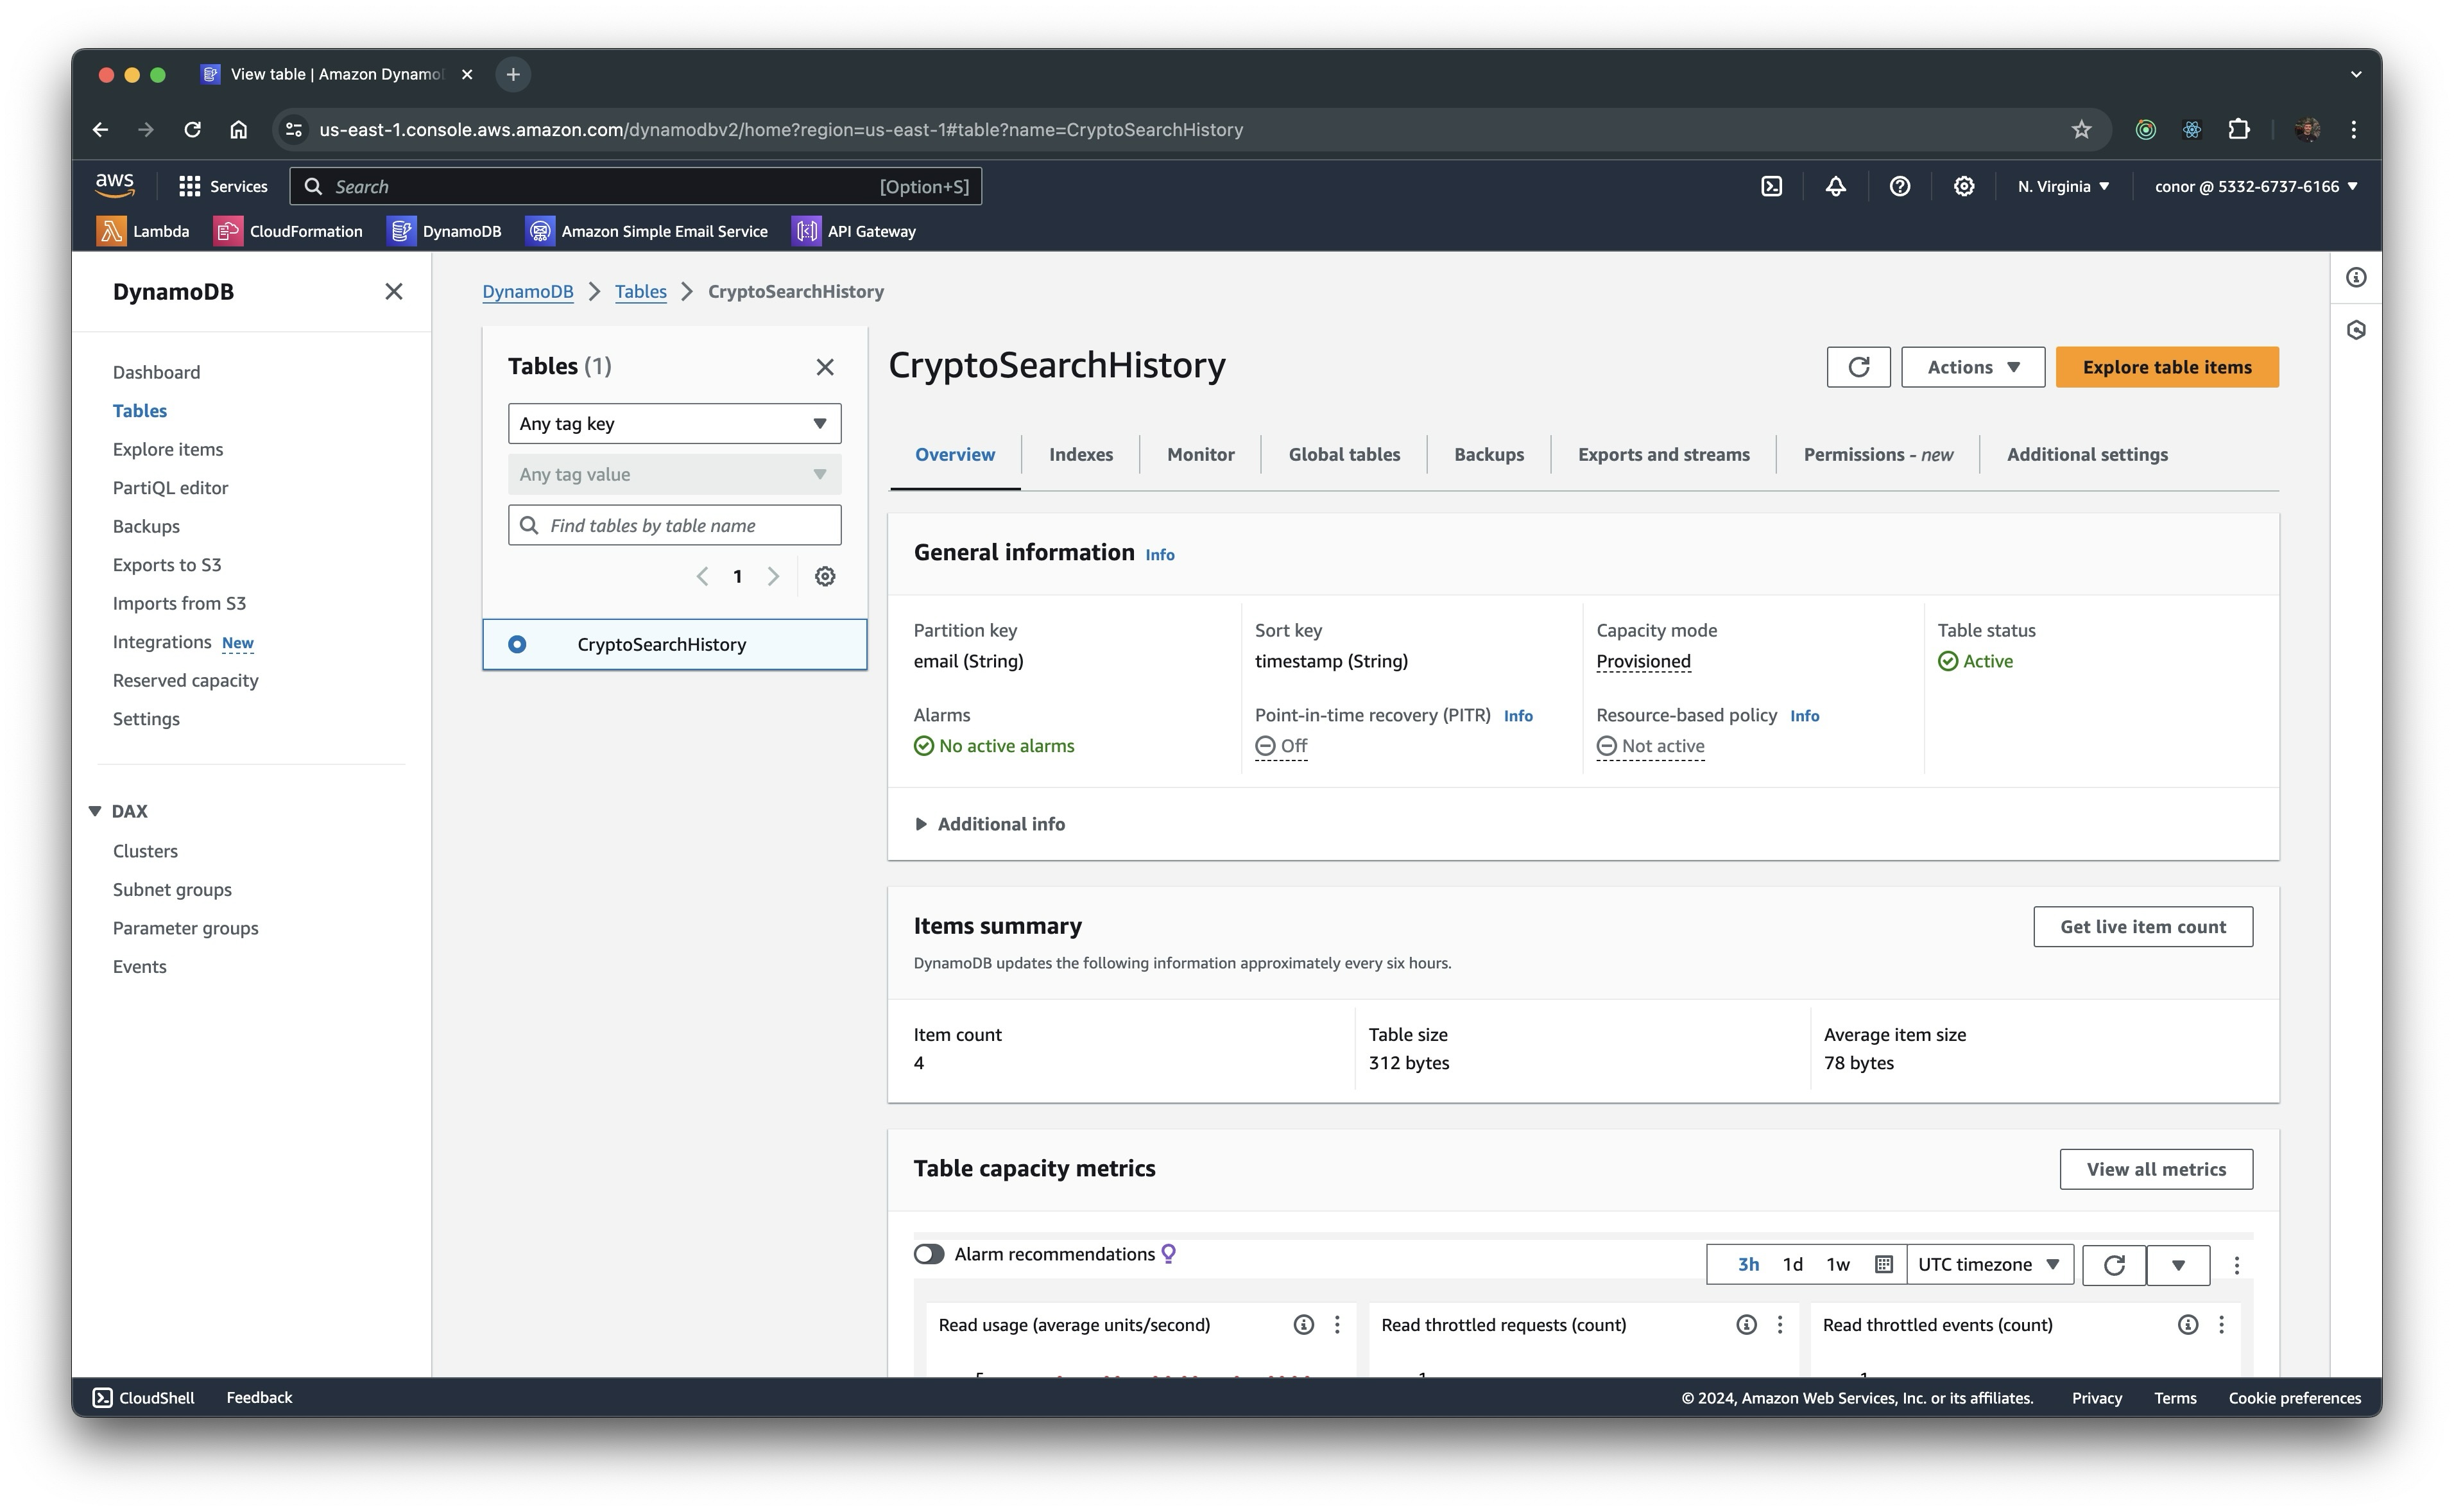 View table | Amazon Dynamo
us-east-1.console.aws.amazon.com/dynamodbv2/home?region=us-east-1#table?name=CryptoSearchHistory
aws
Services
Search
[Option+S]
N. Virginia
conor @ 5332-6737-6166
Lambda
CloudFormation
DynamoDB
Amazon Simple Email Service
API Gateway
DynamoDB
Dashboard
Tables
Explore items
PartiQL editor
Backups
Exports to S3
Imports from S3
Integrations New
Reserved capacity
Settings
DAX
Clusters
Subnet groups
Parameter groups
Events
DynamoDB
Tables
CryptoSearchHistory
Tables (1)
Any tag key
Any tag value
Find tables by table name
1
CryptoSearchHistory
CryptoSearchHistory
Actions
Explore table items
Overview
Indexes
Monitor
Global tables
Backups
Exports and streams
Permissions - new
Additional settings
General information Info
Partition key
email (String)
Sort key
timestamp (String)
Capacity mode
Provisioned
Table status
Active
Alarms
No active alarms
Point-in-time recovery (PITR) Info
Off
Resource-based policy Info
Not active
Additional info
Items summary
Get live item count
DynamoDB updates the following information approximately every six hours.
Item count
4
Table size
312 bytes
Average item size
78 bytes
Table capacity metrics
View all metrics
Alarm recommendations
3h
1d
1w
UTC timezone
Read usage (average units/second)
Read throttled requests (count)
Read throttled events (count)
CloudShell
Feedback
© 2024, Amazon Web Services, Inc. or its affiliates.
Privacy
Terms
Cookie preferences